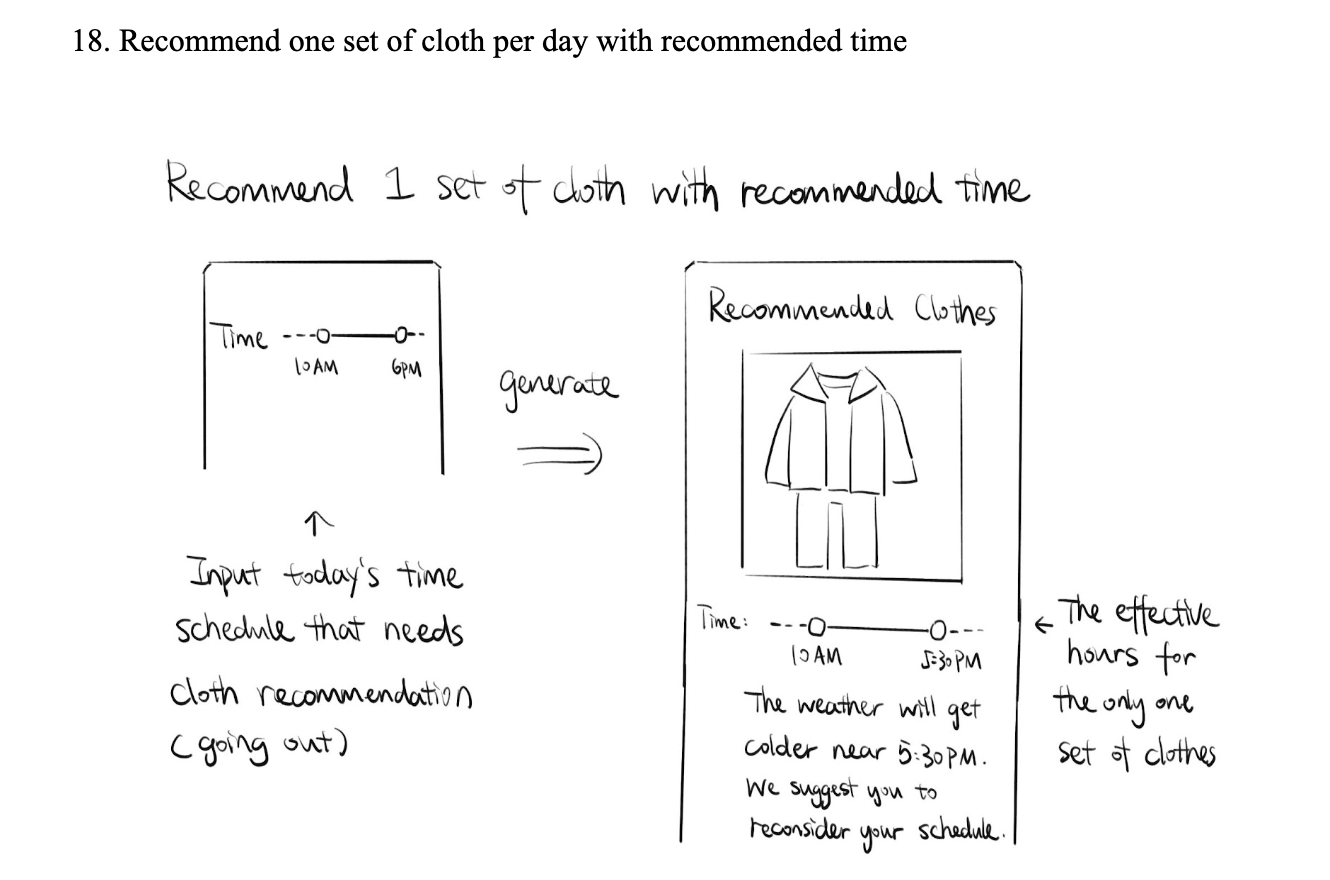 18. Recommend one set of cloth per day with recommended time
Recommend 1 set of cloth with recommended time
Time
10AM 6PM
generate
↑
Input today's time
schedule that needs
cloth recommendation
(going out)
Recommended Clothes
Time:
10AM 5:30PM
The weather will get
colder near 5:30PM.
We suggest you to
reconsider your schedule.
← The effective
hours for
the only one
set of clothes